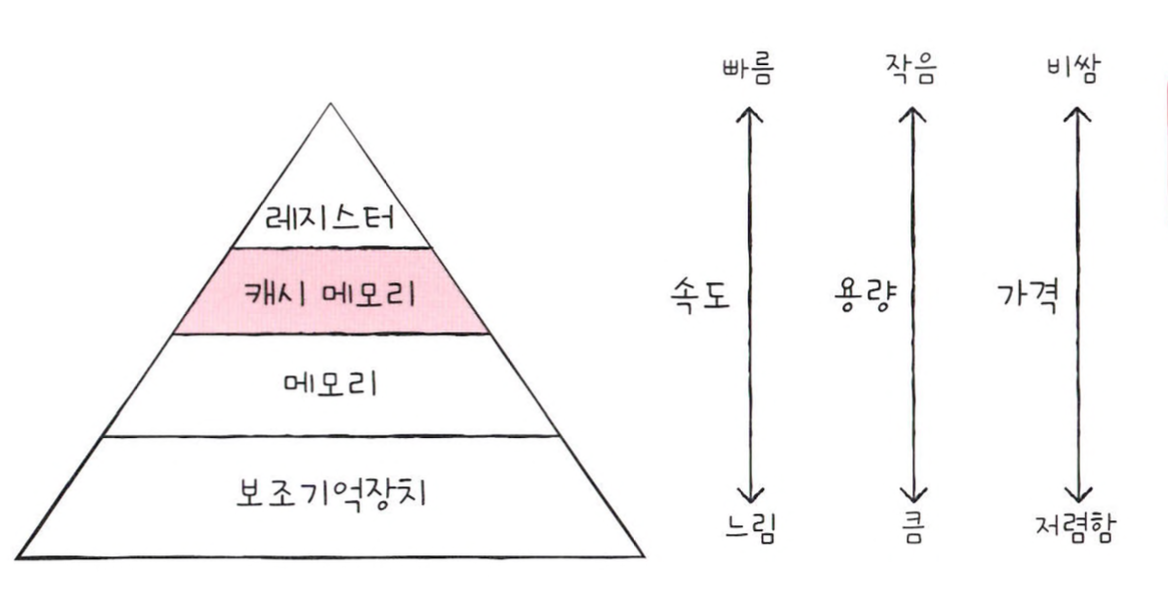 레지스터
캐시 메모리
메모리
보조기억장치
빠름
속도
느림
작음
용량
큼
비쌈
가격
저렴함